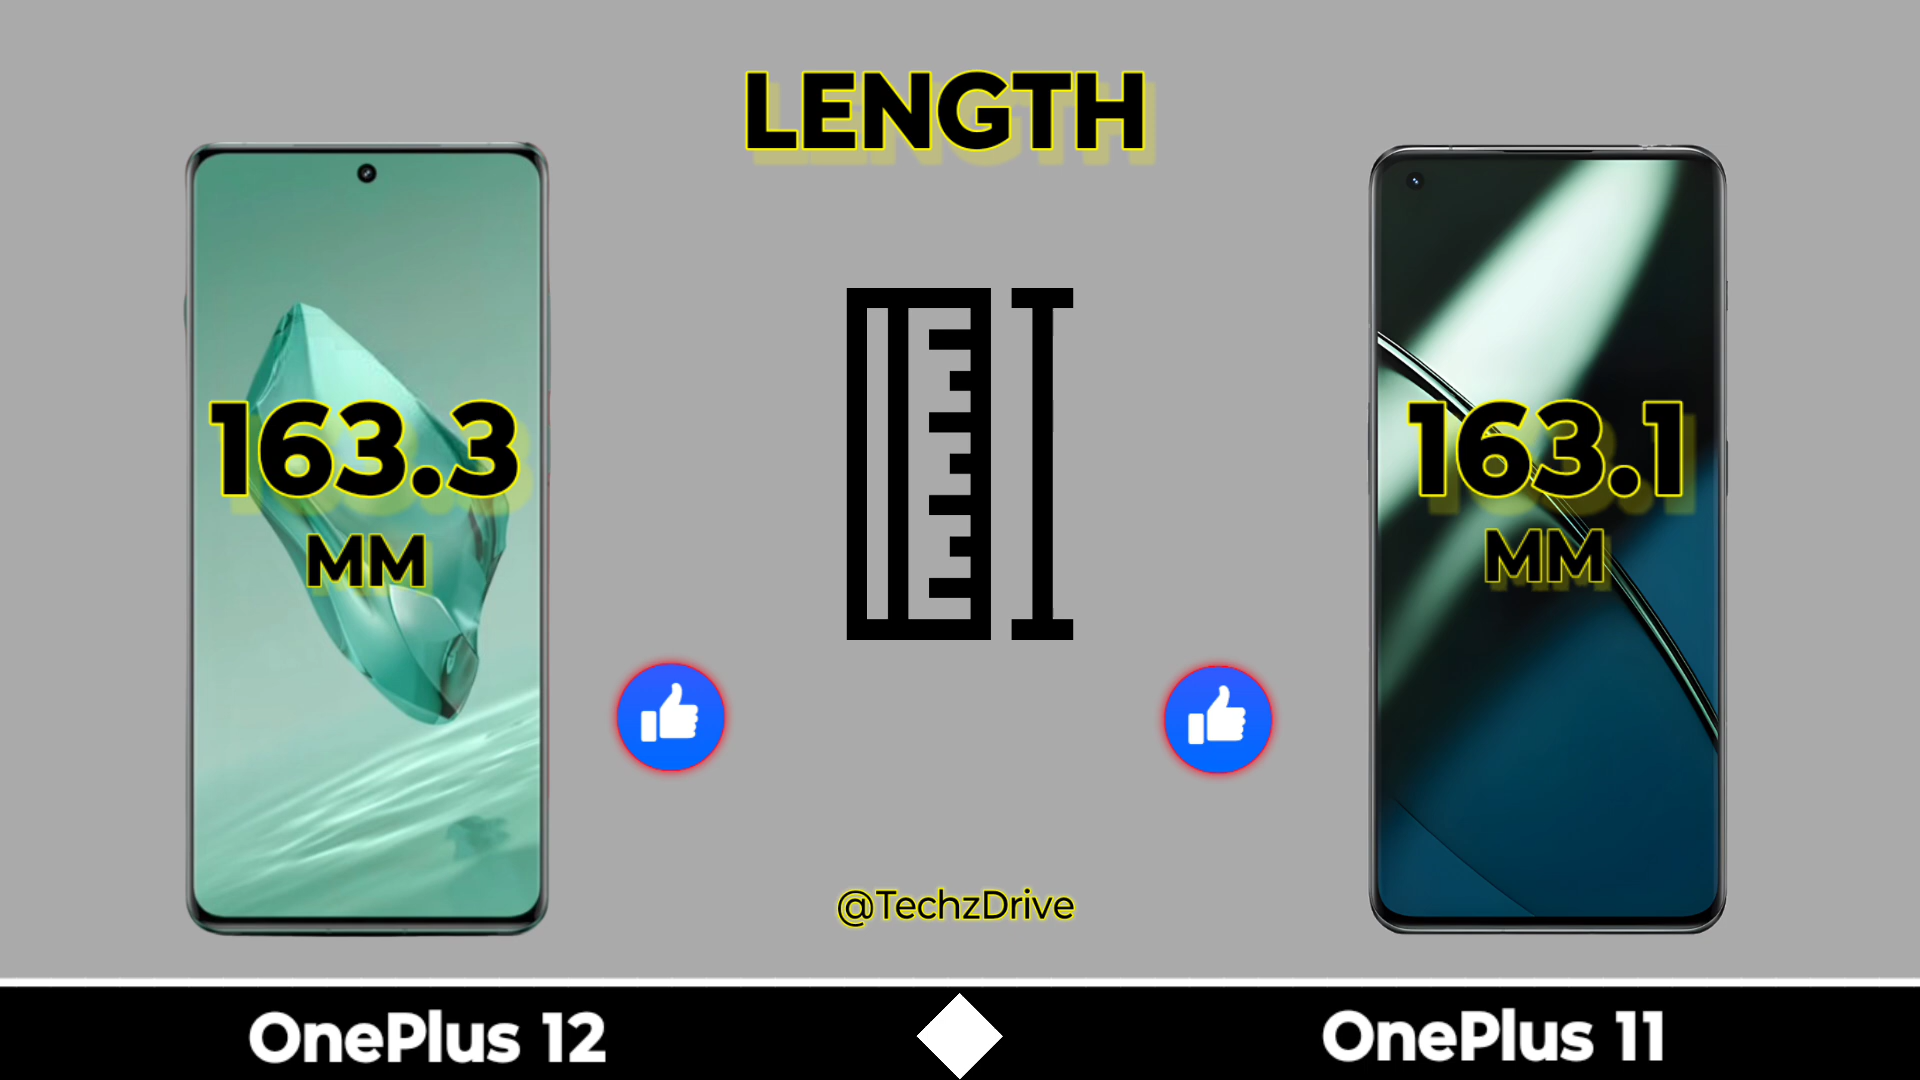 LENGTH
163.3
MM
163.1
MM
@TechzDrive
OnePlus 12
OnePlus 11